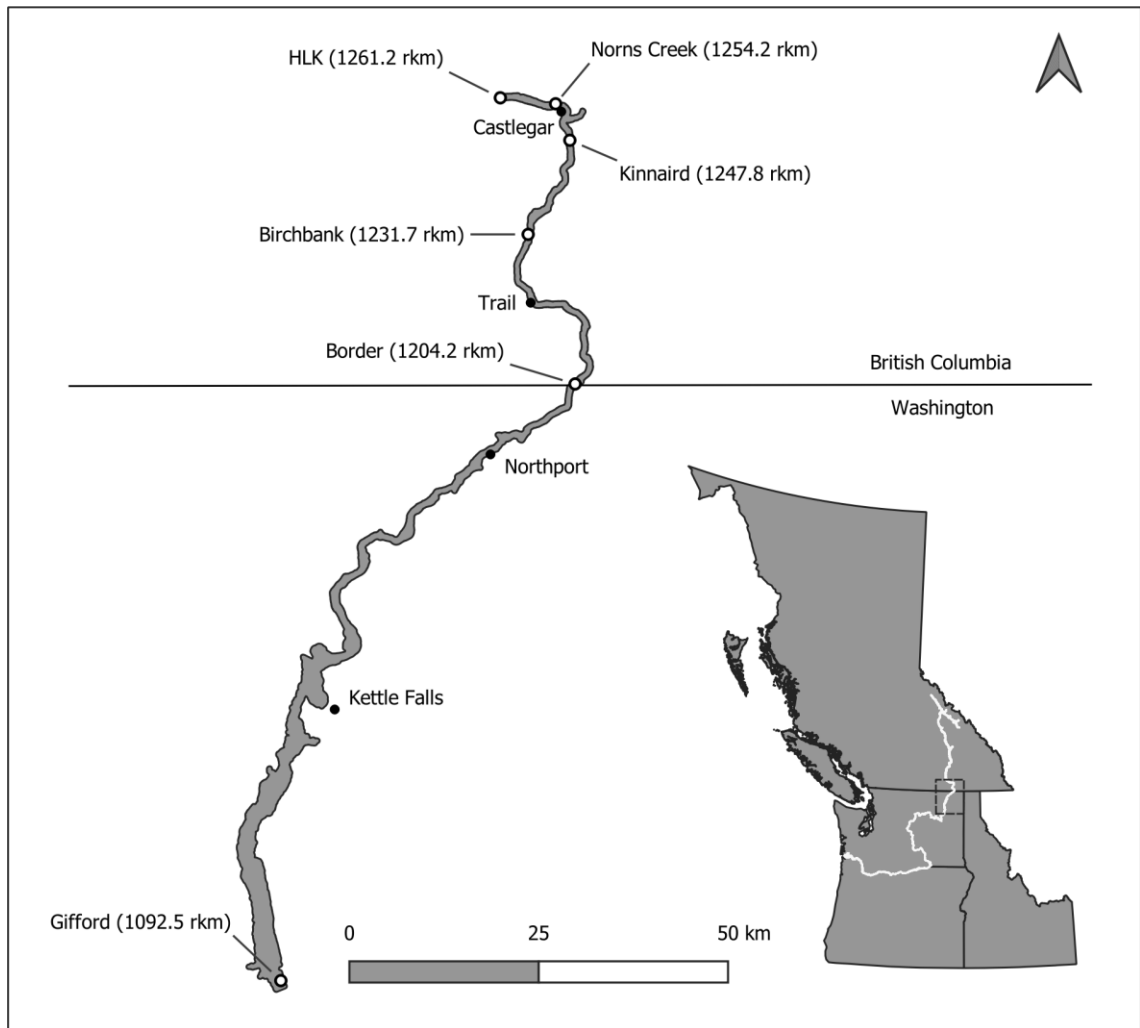 Norns Creek (1254.2 rkm)
HLK (1261.2 rkm)
Castlegar
Kinnaird (1247.8 rkm)
Birchbank (1231.7 rkm)
Trail
Border (1204.2 rkm)
British Columbia
Washington
Northport
Kettle Falls
Gifford (1092.5 rkm)
0 25 50 km